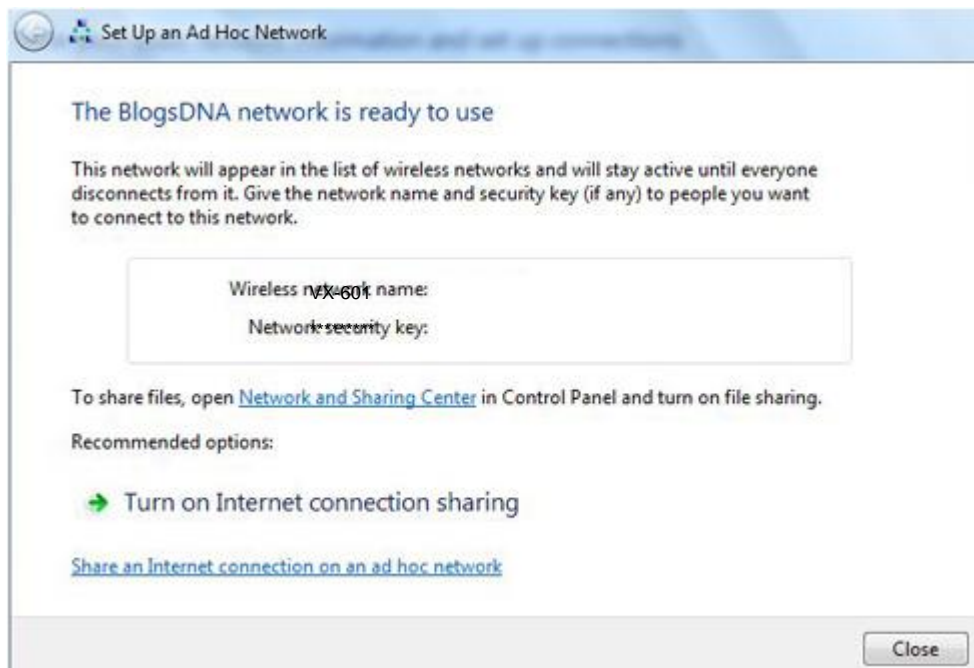 Set Up an Ad Hoc Network
The BlogsDNA network is ready to use
This network will appear in the list of wireless networks and will stay active until everyone
disconnects from it. Give the network name and security key (if any) to people you want
to connect to this network.
Wireless network name:
VX-601
Network security key:
********
To share files, open Network and Sharing Center in Control Panel and turn on file sharing.
Recommended options:
Turn on Internet connection sharing
Share an Internet connection on an ad hoc network
Close